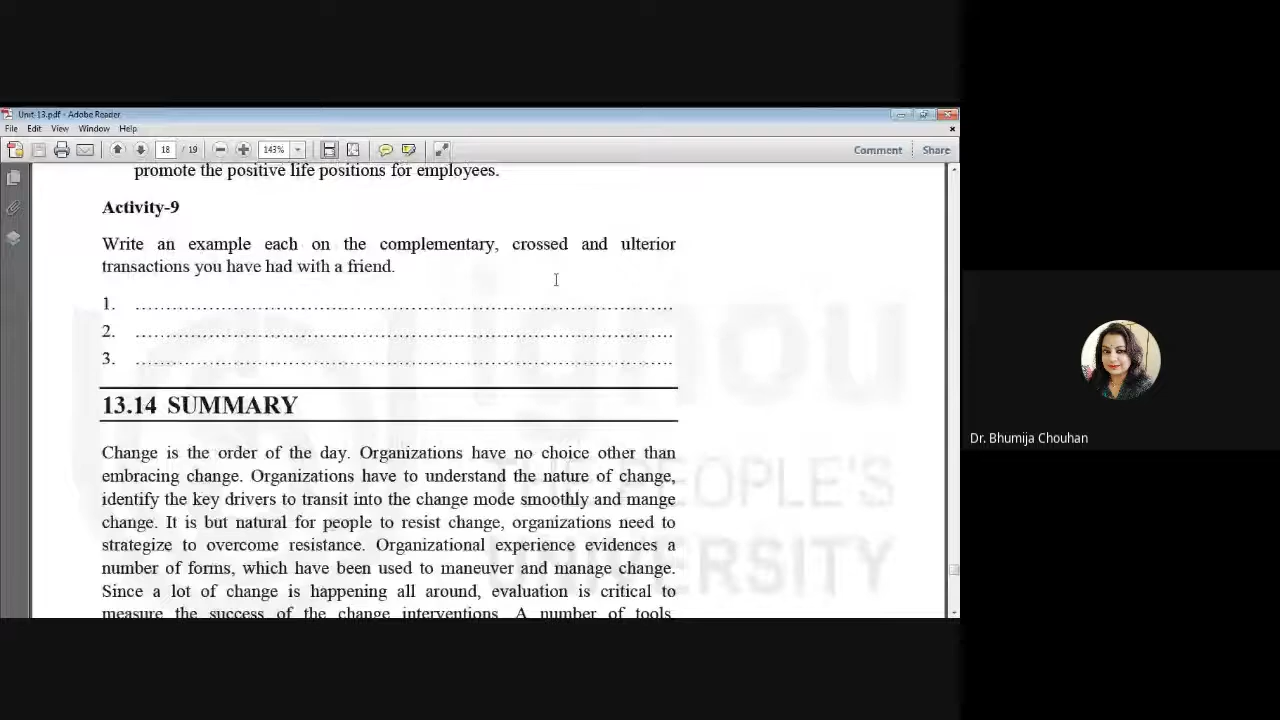 Unit-13.pdf - Adobe Reader
File Edit View Window Help
18 / 19 143% Comment Share
promote the positive life positions for employees.
Activity-9
Write an example each on the complementary, crossed and ulterior
transactions you have had with a friend.
1. ................................................................
2. ................................................................
3. ................................................................
13.14 SUMMARY
Change is the order of the day. Organizations have no choice other than
embracing change. Organizations have to understand the nature of change,
identify the key drivers to transit into the change mode smoothly and mange
change. It is but natural for people to resist change, organizations need to
strategize to overcome resistance. Organizational experience evidences a
number of forms, which have been used to maneuver and manage change.
Since a lot of change is happening all around, evaluation is critical to
measure the success of the change interventions. A number of tools,
ignou
THE PEOPLE'S
UNIVERSITY
Dr. Bhumija Chouhan